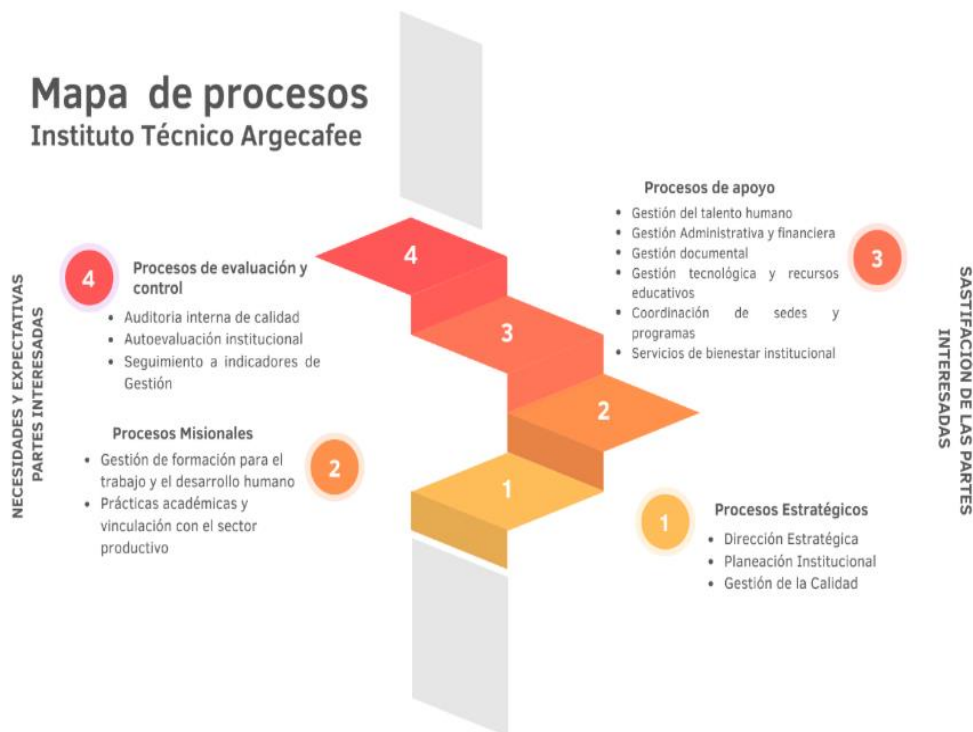 Mapa de procesos
Instituto Técnico Argecafee
NECESIDADES Y EXPECTATIVAS
PARTES INTERESADAS
4
Procesos de evaluación y
control
• Auditoria interna de calidad
• Autoevaluación institucional
• Seguimiento a indicadores de
Gestión
Procesos Misionales
2
• Gestión de formación para el
trabajo y el desarrollo humano
• Prácticas académicas y
vinculación con el sector
productivo
4
3
2
1
Procesos de apoyo
3
• Gestión del talento humano
• Gestión Administrativa y financiera
• Gestión documental
• Gestión tecnológica y recursos
educativos
• Coordinación de sedes y
programas
• Servicios de bienestar institucional
1
Procesos Estratégicos
• Dirección Estratégica
• Planeación Institucional
• Gestión de la Calidad
SASTIFACION DE LAS PARTES
INTERESADAS